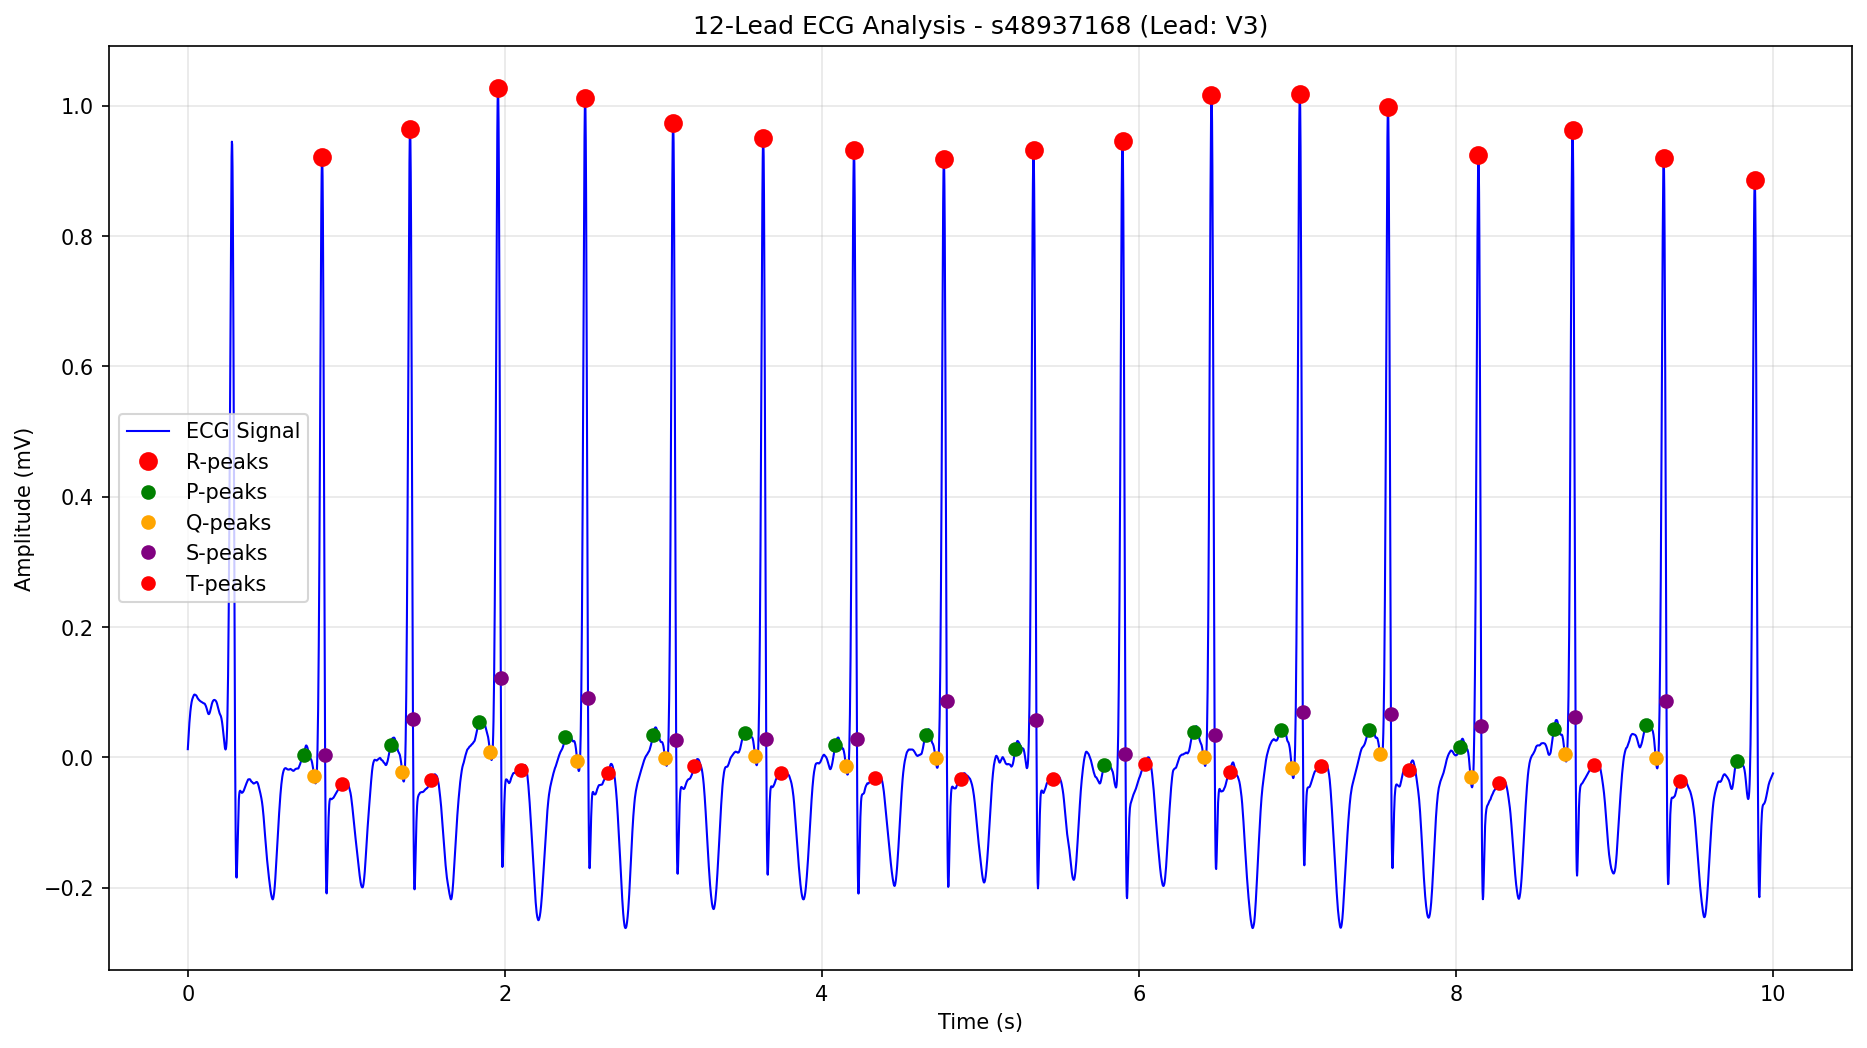 12-Lead ECG Analysis - s48937168 (Lead: V3)
Amplitude (mV)
1.0
0.8
0.6
0.4
0.2
0.0
−0.2
ECG Signal
R-peaks
P-peaks
Q-peaks
S-peaks
T-peaks
0 2 4 6 8 10
Time (s)